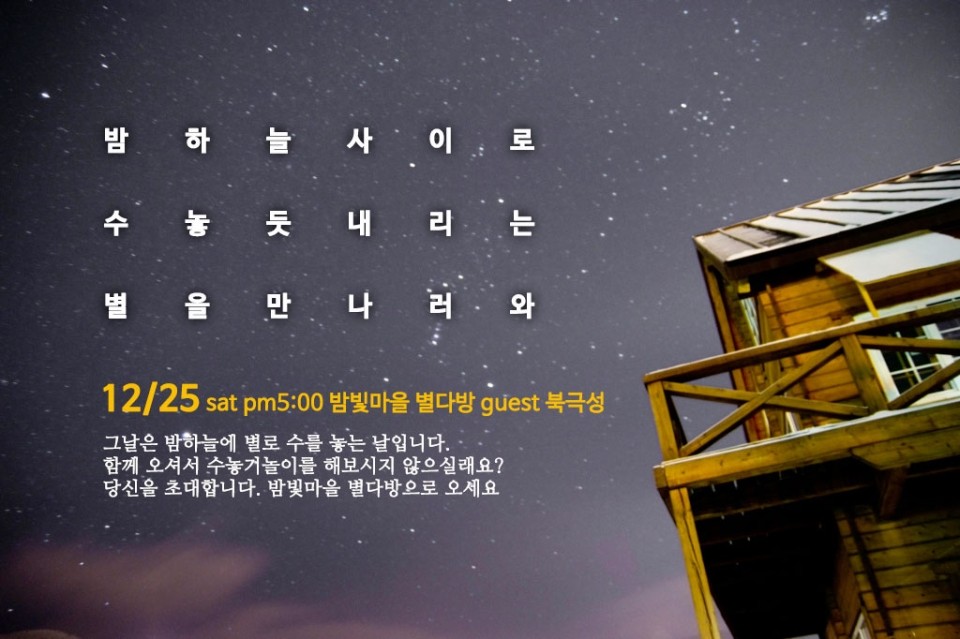 밤하늘사이로
수놓듯내리는
별을만나러와
12/25 sat pm5:00 밤빛마을 별다방 guest 북극성
그날은 밤하늘에 별로 수를 놓는 날입니다.
함께 오셔서 수놓거놀이를 해보시지 않으실래요?
당신을 초대합니다. 밤빛마을 별다방으로 오세요